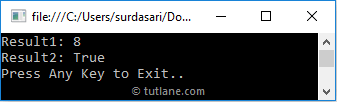 file:///C:/Users/surdasari/Do...
Result1: 8
Result2: True
Press Any Key to Exit..
© tutlane.com